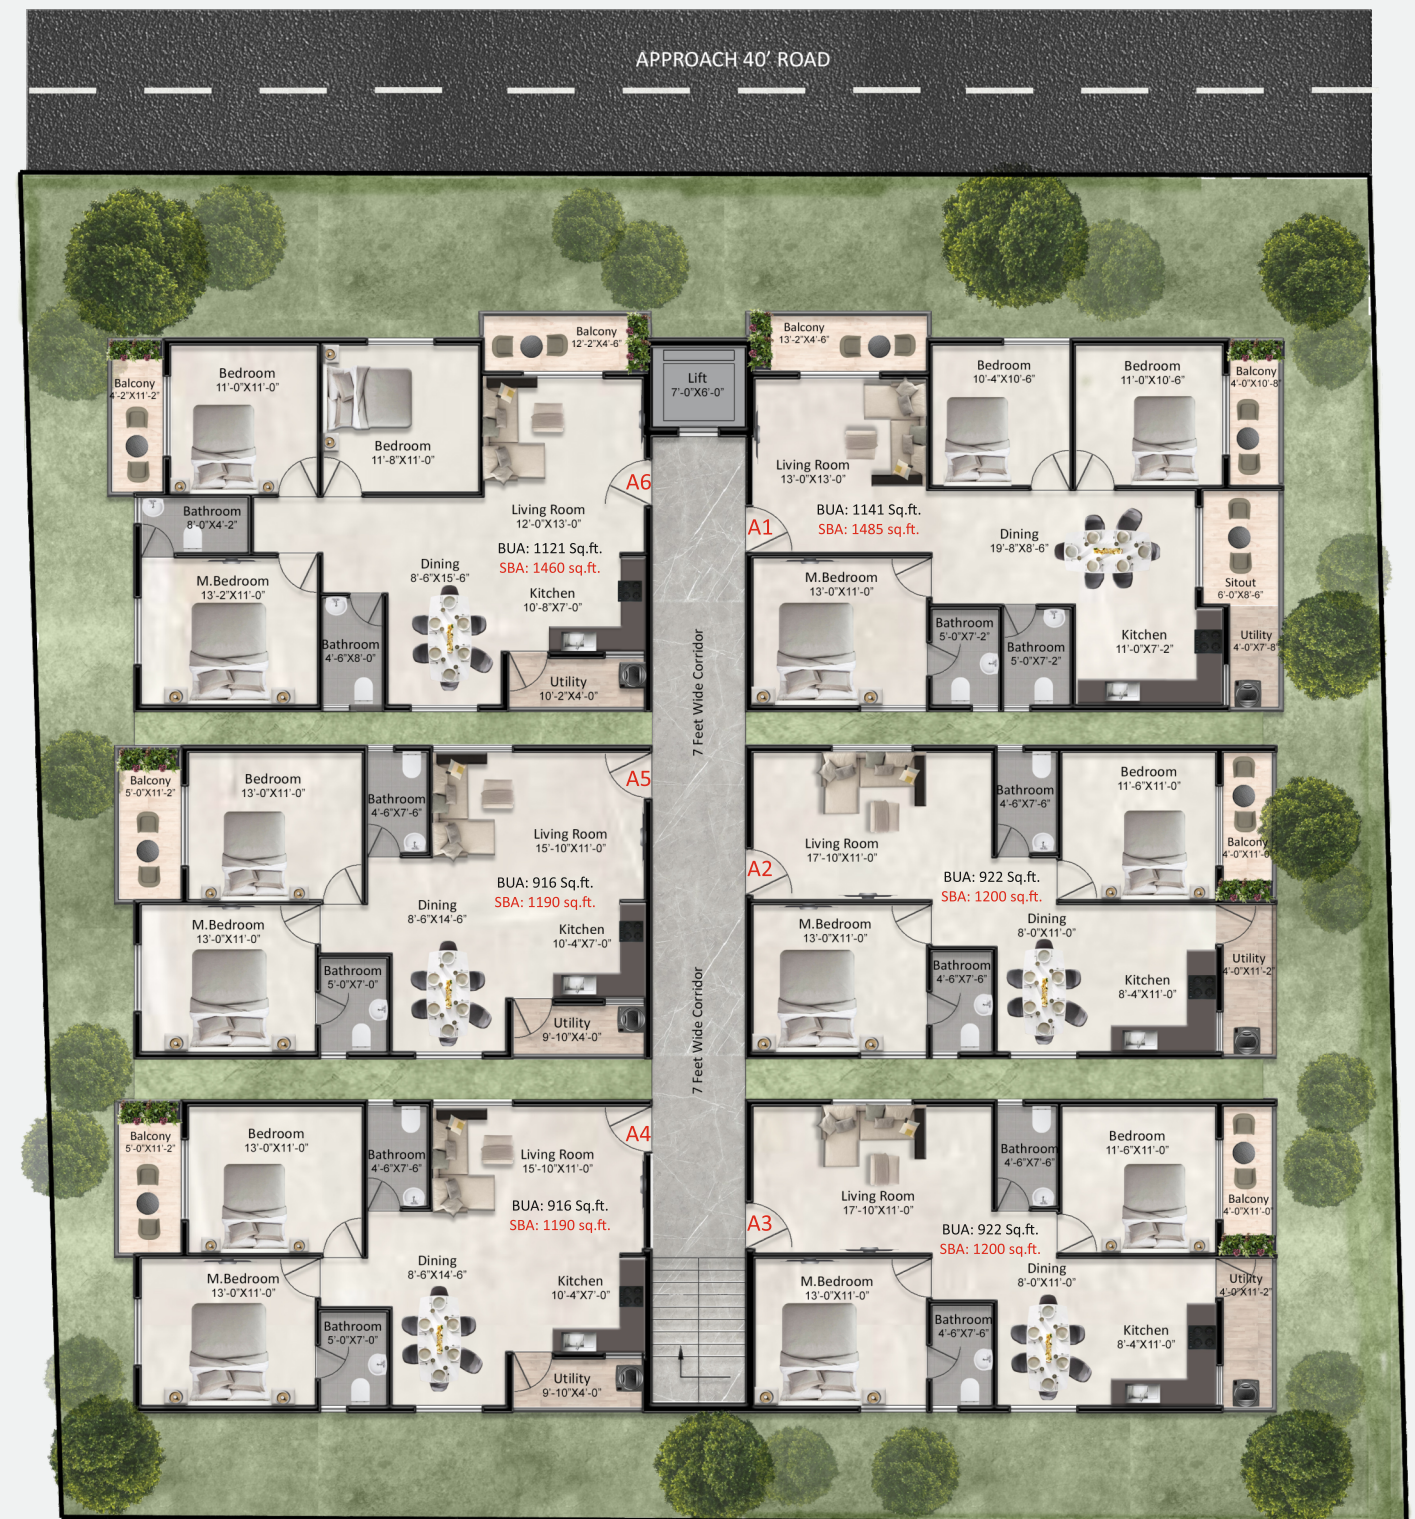 APPROACH 40' ROAD
Balcony
12'-2"X4'-6"
Bedroom
11'-0"X11'-0"
Balcony
4'-2"X11'-2"
Bedroom
11'-8"X11'-0"
A6
Bathroom
8'-0"X4'-2"
Living Room
12'-0"X13'-0"
BUA: 1121 Sq.ft.
SBA: 1460 sq.ft.
Dining
8'-6"X15'-6"
M.Bedroom
13'-2"X11'-0"
Kitchen
10'-8"X7'-0"
Bathroom
4'-6"X8'-0"
Utility
10'-2"X4'-0"
Lift
7'-0"X6'-0"
7 Feet Wide Corridor
7 Feet Wide Corridor
Balcony
13'-2"X4'-6"
Bedroom
10'-4"X10'-6"
Bedroom
11'-0"X10'-6"
Balcony
4'-0"X10'-8"
Living Room
13'-0"X13'-0"
BUA: 1141 Sq.ft.
SBA: 1485 sq.ft.
A1
Dining
19'-8"X8'-6"
M.Bedroom
13'-0"X11'-0"
Sitout
6'-0"X8'-6"
Bathroom
5'-0"X7'-2"
Bathroom
5'-0"X7'-2"
Kitchen
11'-0"X7'-2"
Utility
4'-0"X7'-8"
Balcony
5'-0"X11'-2"
Bedroom
13'-0"X11'-0"
Bathroom
4'-6"X7'-6"
A5
Living Room
15'-10"X11'-0"
BUA: 916 Sq.ft.
SBA: 1190 sq.ft.
Dining
8'-6"X14'-6"
M.Bedroom
13'-0"X11'-0"
Kitchen
10'-4"X7'-0"
Bathroom
5'-0"X7'-0"
Utility
9'-10"X4'-0"
Bathroom
4'-6"X7'-6"
Bedroom
11'-6"X11'-0"
Living Room
17'-10"X11'-0"
Balcony
4'-0"X11'-0"
A2
BUA: 922 Sq.ft.
SBA: 1200 sq.ft.
M.Bedroom
13'-0"X11'-0"
Dining
8'-0"X11'-0"
Bathroom
4'-6"X7'-6"
Kitchen
8'-4"X11'-0"
Utility
4'-0"X11'-2"
Balcony
5'-0"X11'-2"
Bedroom
13'-0"X11'-0"
Bathroom
4'-6"X7'-6"
A4
Living Room
15'-10"X11'-0"
BUA: 916 Sq.ft.
SBA: 1190 sq.ft.
Dining
8'-6"X14'-6"
M.Bedroom
13'-0"X11'-0"
Kitchen
10'-4"X7'-0"
Bathroom
5'-0"X7'-0"
Utility
9'-10"X4'-0"
Bathroom
4'-6"X7'-6"
Bedroom
11'-6"X11'-0"
Living Room
17'-10"X11'-0"
Balcony
4'-0"X11'-0"
A3
BUA: 922 Sq.ft.
SBA: 1200 sq.ft.
M.Bedroom
13'-0"X11'-0"
Dining
8'-0"X11'-0"
Utility
4'-0"X11'-2"
Bathroom
4'-6"X7'-6"
Kitchen
8'-4"X11'-0"